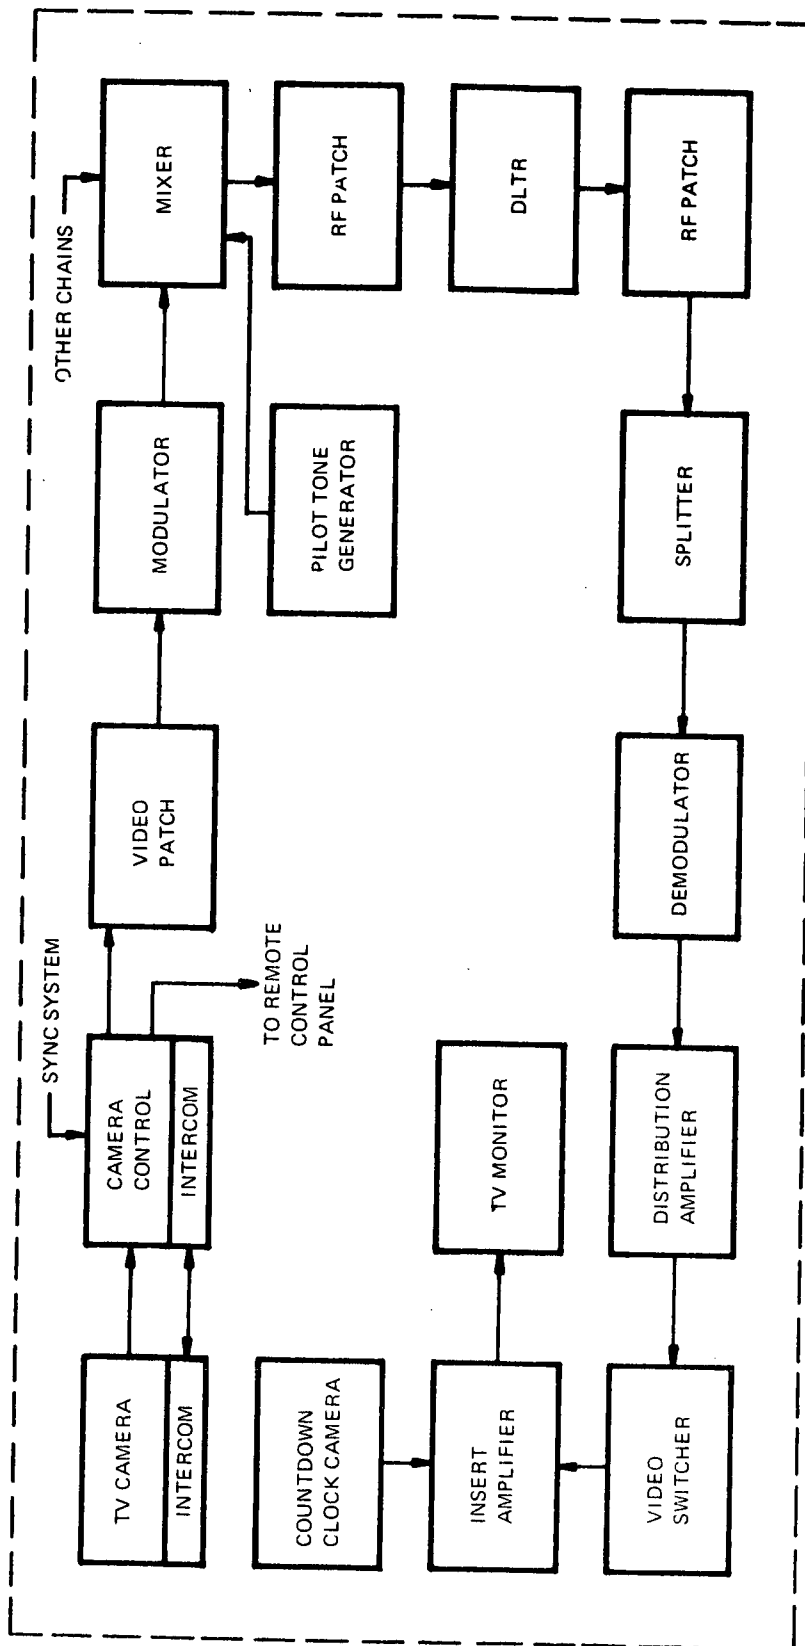 SYNC SYSTEM
OTHER CHAINS
TV CAMERA
INTERCOM
CAMERA
CONTROL
INTERCOM
VIDEO
PATCH
MODULATOR
MIXER
TO REMOTE
CONTROL
PANEL
PILOT TONE
GENERATOR
RF PATCH
COUNTDOWN
CLOCK CAMERA
INSERT
AMPLIFIER
TV MONITOR
DLTR
VIDEO
SWITCHER
DISTRIBUTION
AMPLIFIER
DEMODULATOR
SPLITTER
RF PATCH